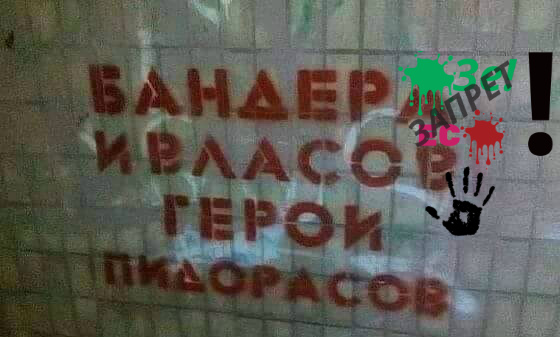 БАНДЕРА
И ВЛАСОВ
ГЕРОИ
ПИДОРАСОВ
ЗАПРЕТ
!